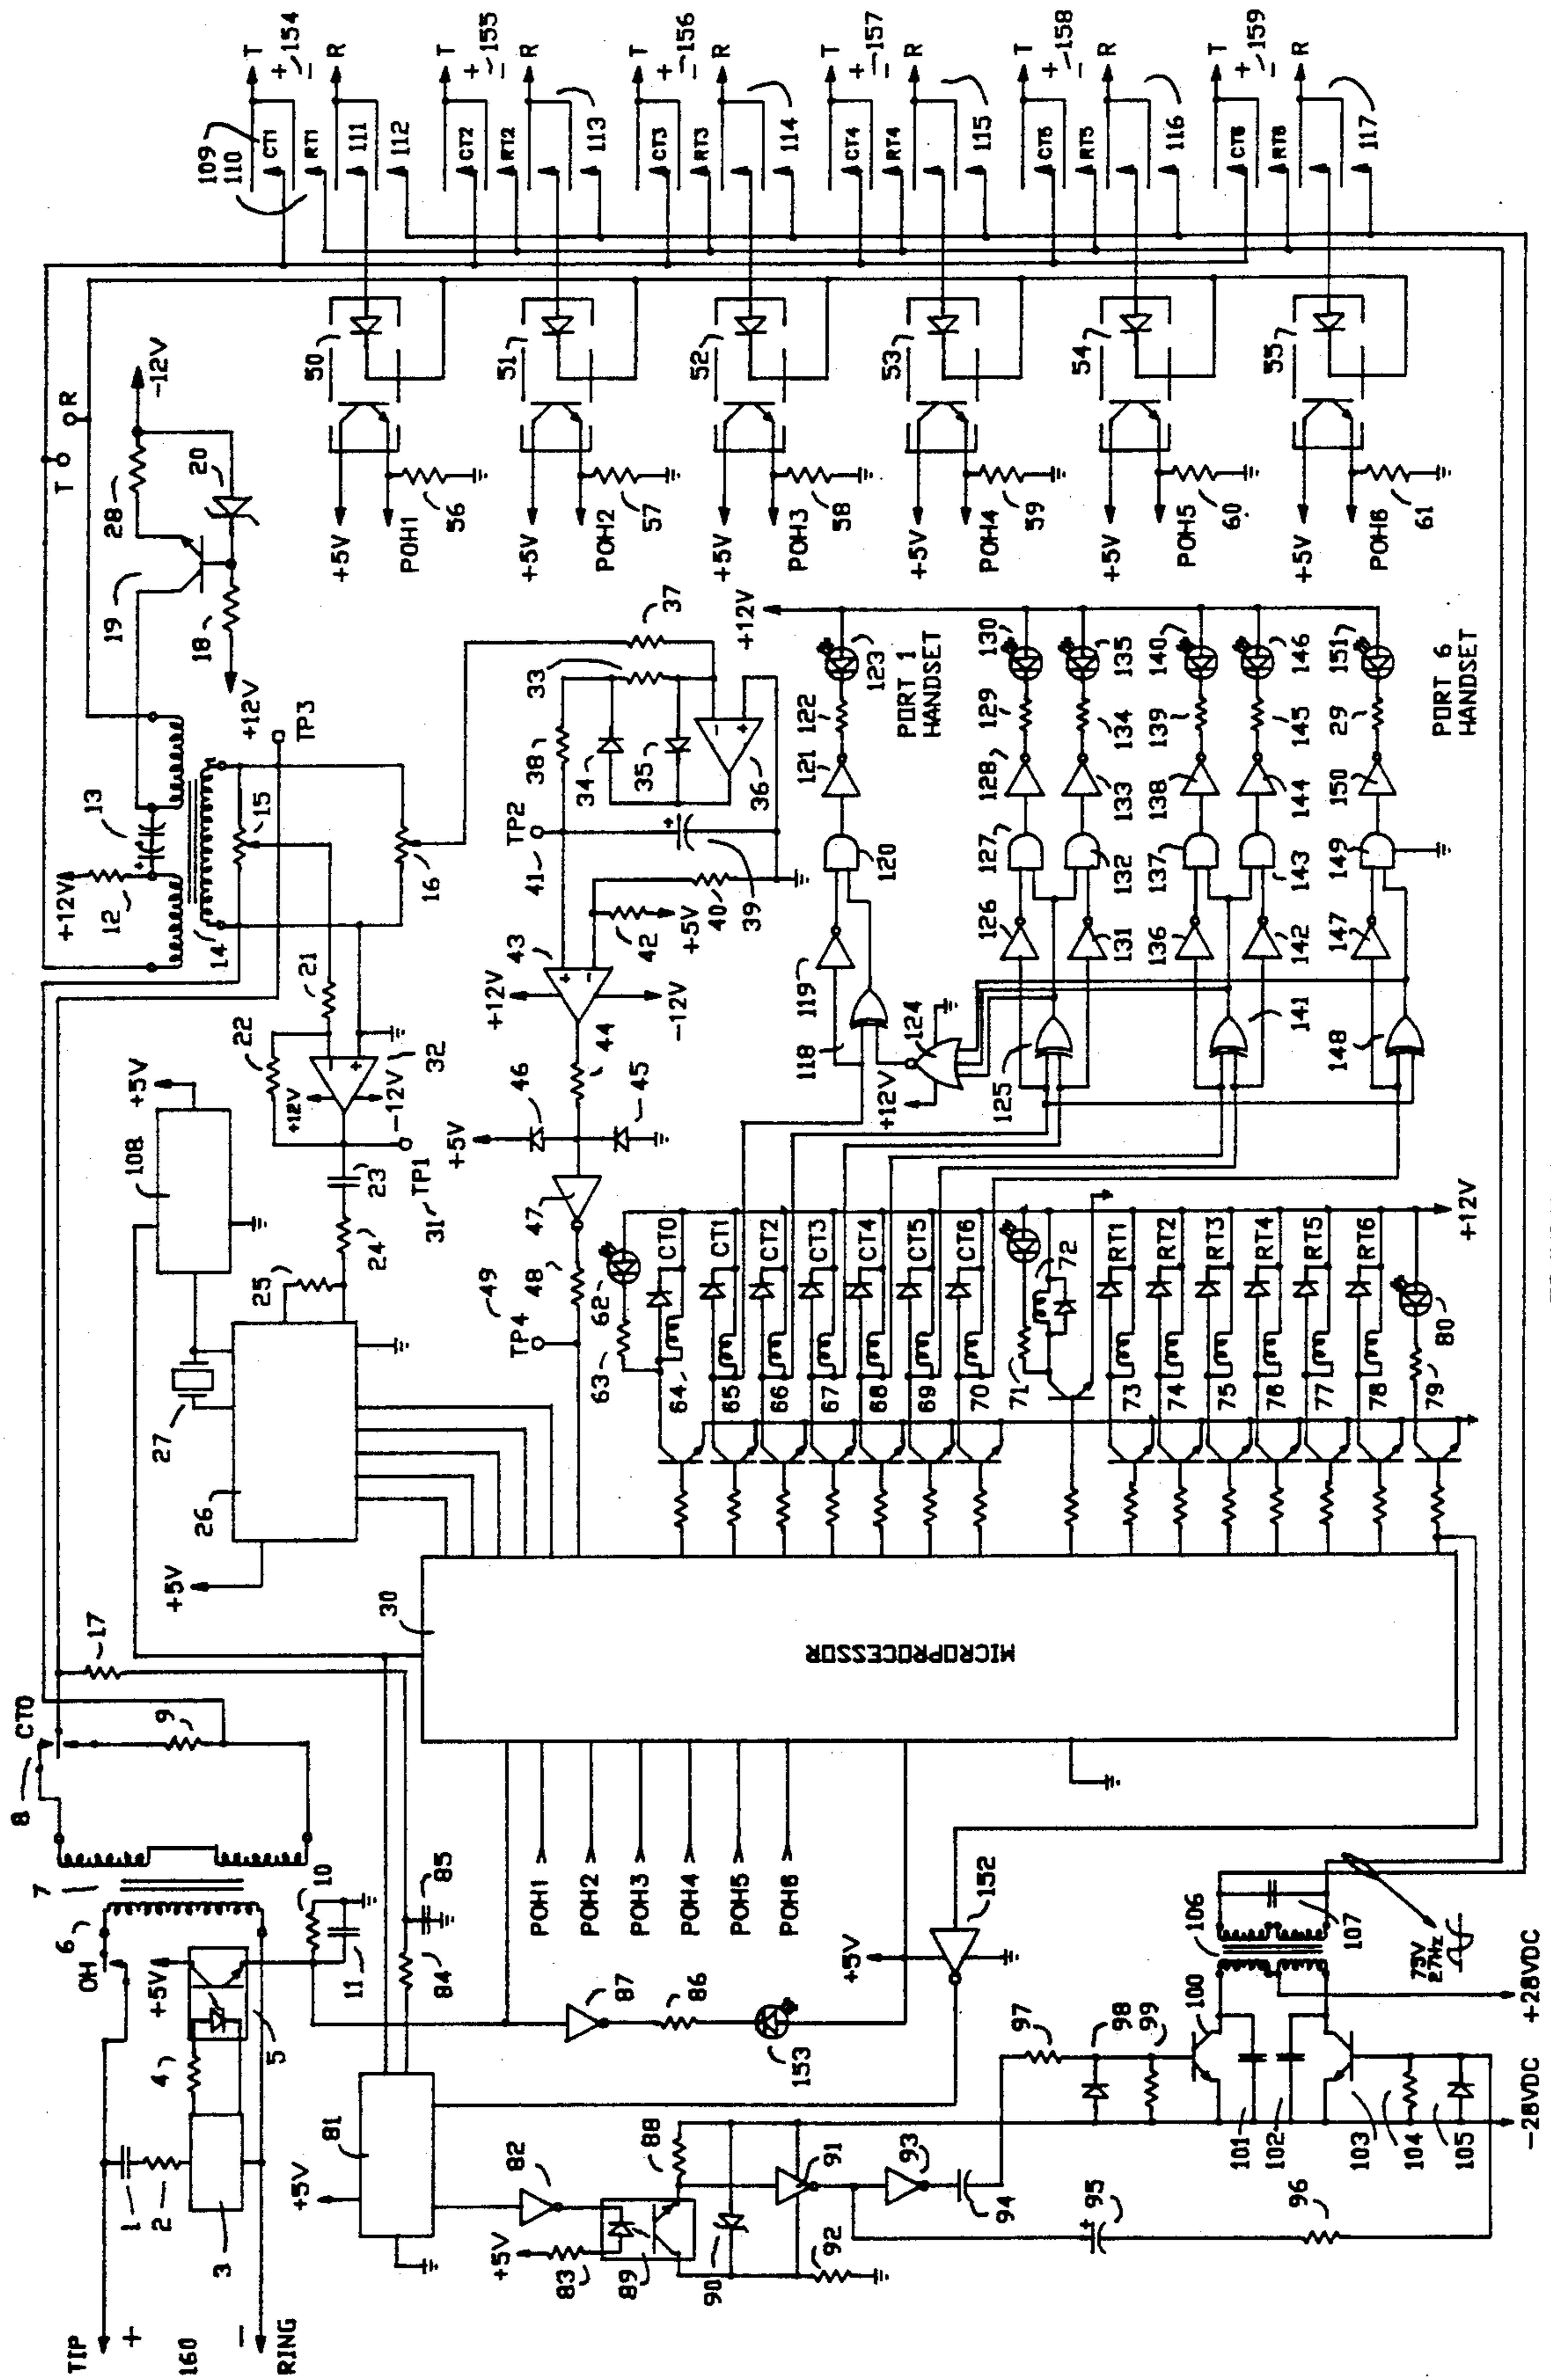 TIP
+
160
−
RING
1
2
3
4
5
+5V
OH
6
7
8
CT0
9
10
11
17
+12V
12
13
14
15
16
TP3
+12V
18
19
20
28
-12V
T
R
+5V
108
27
26
+5V
25
24
23
22
21
+12V
-12V
32
31
TP1
T
+
154
−
R
109
110
CT1
RT1
111
112
T
+
155
−
R
CT2
RT2
113
T
+
156
−
R
CT3
RT3
114
T
+
157
−
R
CT4
RT4
115
T
+
158
−
R
CT5
RT5
116
T
+
159
−
R
CT6
RT6
117
50
+5V
POH1
56
51
+5V
POH2
57
52
+5V
POH3
58
53
+5V
POH4
59
54
+5V
POH5
60
55
+5V
POH6
61
33
34
35
36
37
38
39
40
41
TP2
42
+5V
43
+12V
-12V
44
45
46
+5V
47
48
49
TP4
30
MICROPROCESSOR
62
63
64
CT0
65
CT1
66
CT2
67
CT3
68
CT4
69
CT5
70
CT6
71
72
73
RT1
74
RT2
75
RT3
76
RT4
77
RT5
78
RT6
79
80
+12V
118
119
120
121
122
123
+12V
PORT 1
HANDSET
124
+12V
125
126
127
128
129
130
131
132
133
134
135
136
137
138
139
140
141
142
143
144
145
146
147
148
149
150
29
151
PORT 6
HANDSET
POH1
POH2
POH3
POH4
POH5
POH6
81
+5V
82
83
+5V
84
85
86
87
153
88
89
90
91
92
93
94
95
+
96
97
98
99
100
101
102
103
104
105
106
107
75V
27Hz
152
+5V
-28VDC
+28VDC